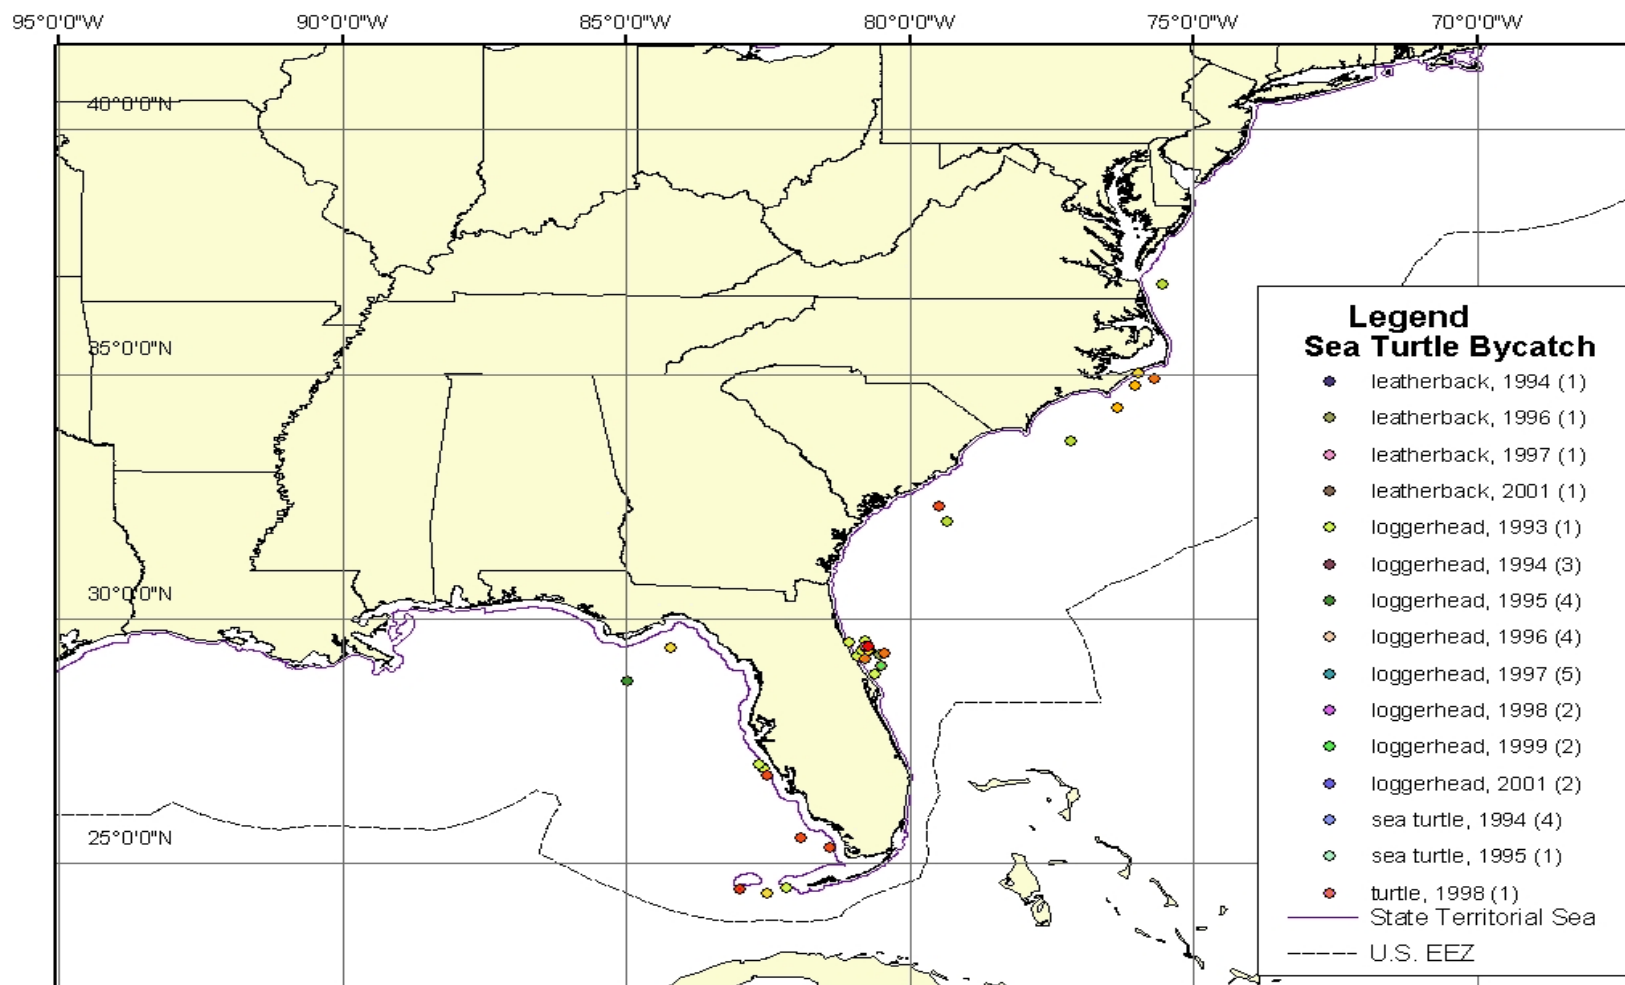 95°0'0"W 90°0'0"W 85°0'0"W 80°0'0"W 75°0'0"W 70°0'0"W
40°0'0"N
35°0'0"N
30°0'0"N
25°0'0"N
Legend
Sea Turtle Bycatch
leatherback, 1994 (1)
leatherback, 1996 (1)
leatherback, 1997 (1)
leatherback, 2001 (1)
loggerhead, 1993 (1)
loggerhead, 1994 (3)
loggerhead, 1995 (4)
loggerhead, 1996 (4)
loggerhead, 1997 (5)
loggerhead, 1998 (2)
loggerhead, 1999 (2)
loggerhead, 2001 (2)
sea turtle, 1994 (4)
sea turtle, 1995 (1)
turtle, 1998 (1)
State Territorial Sea
U.S. EEZ